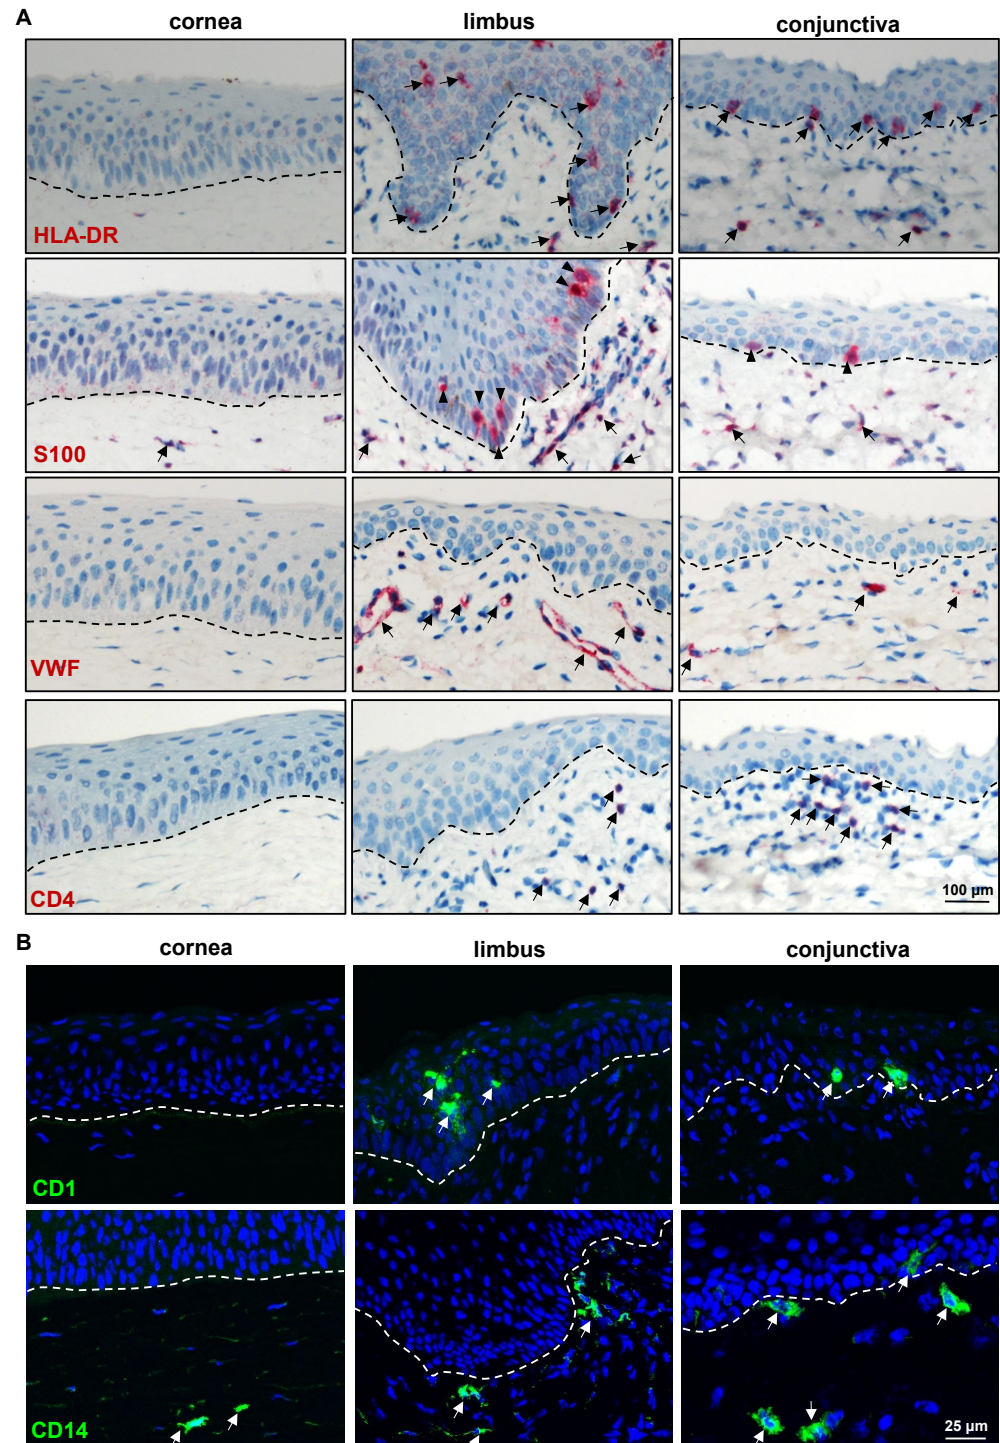 A
cornea limbus conjunctiva
HLA-DR
S100
VWF
CD4
100 µm
B
cornea limbus conjunctiva
CD1
CD14
25 µm